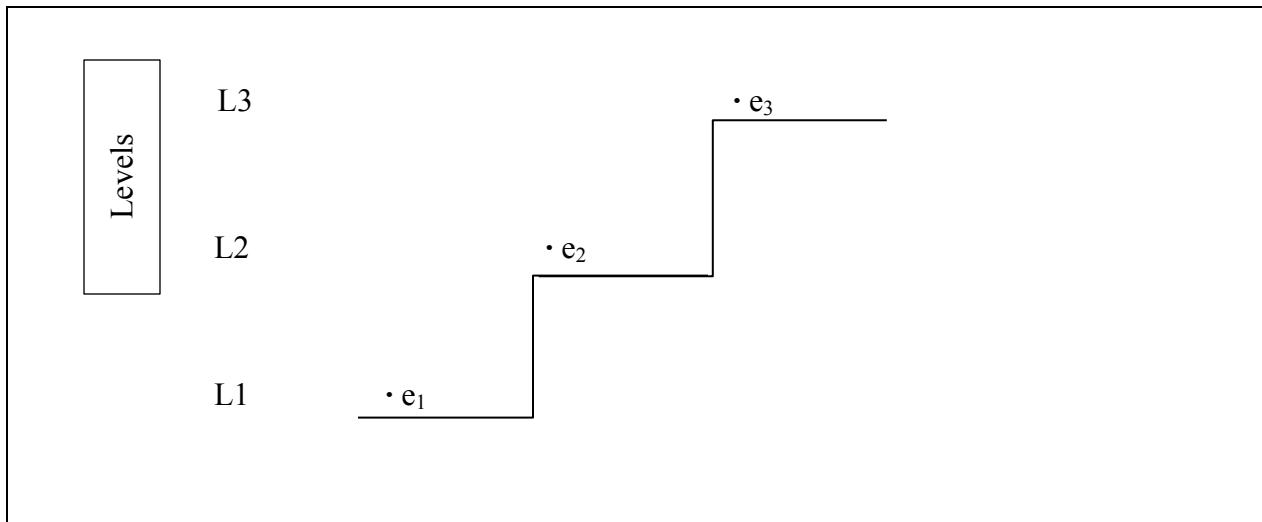 Levels
L3
· e₃
L2
· e₂
L1
· e₁